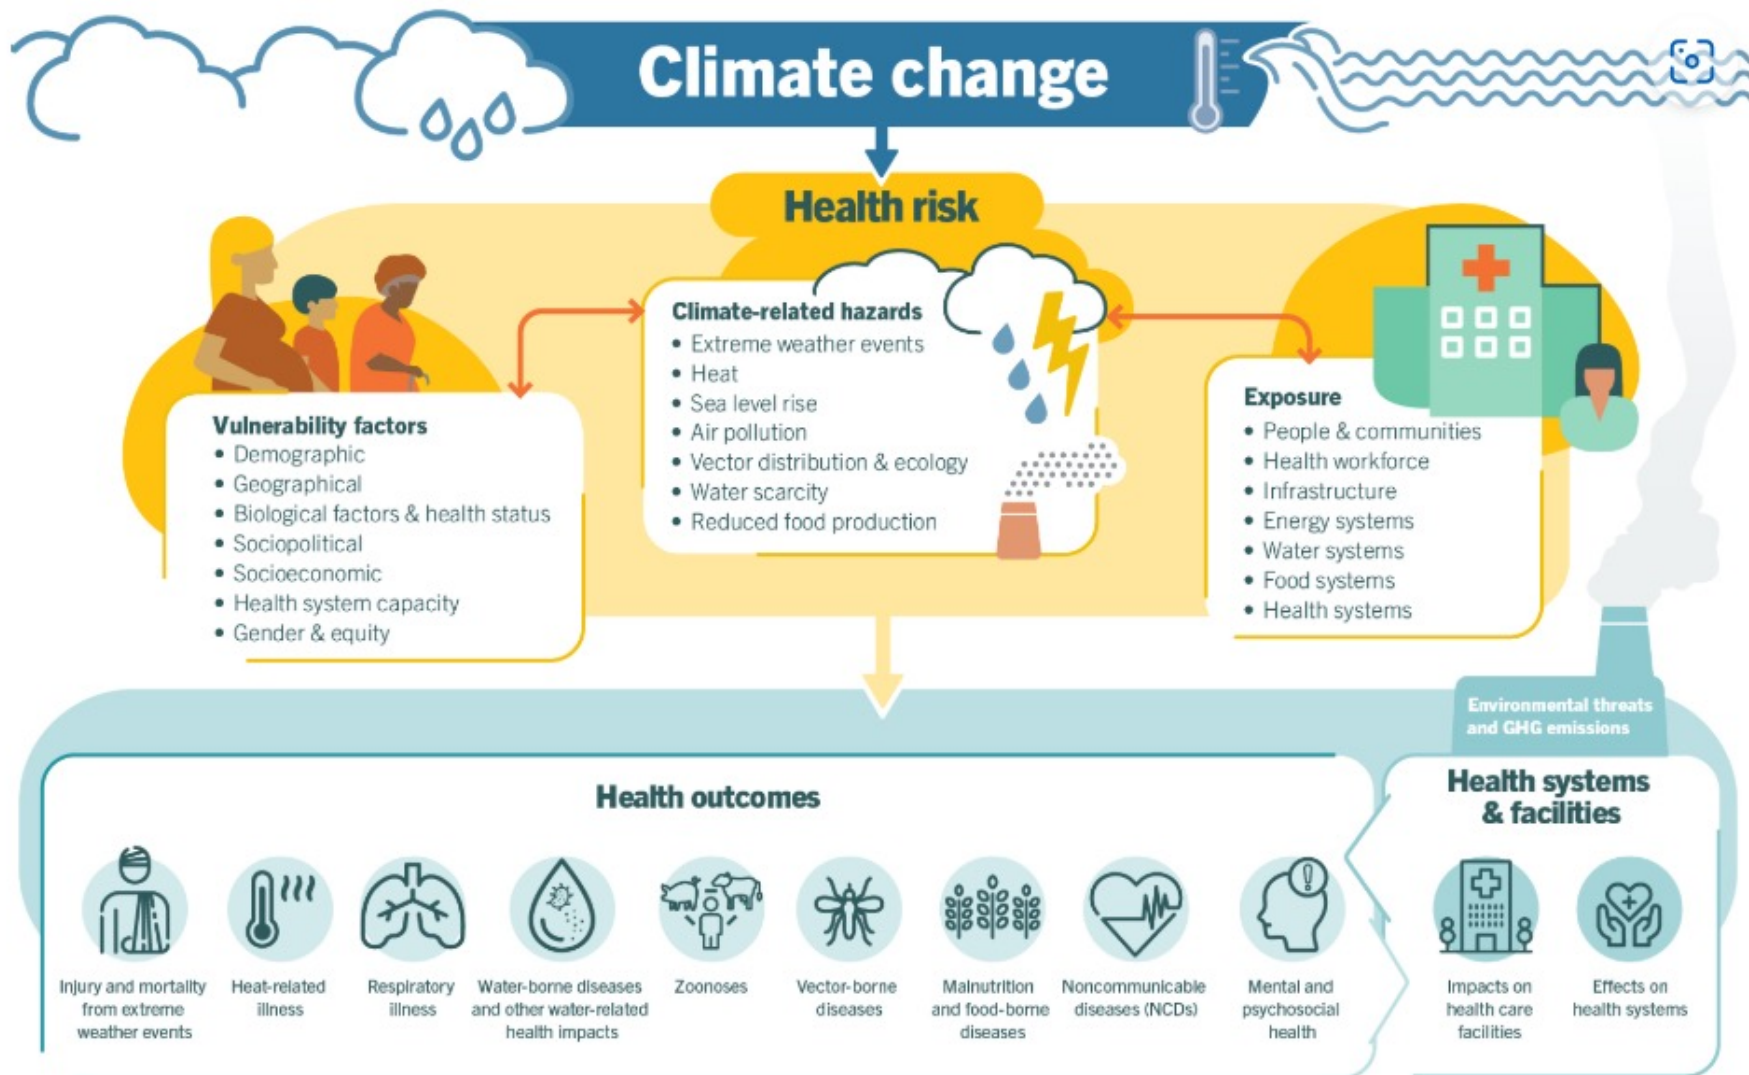 Climate change
Health risk
Vulnerability factors
• Demographic
• Geographical
• Biological factors & health status
• Sociopolitical
• Socioeconomic
• Health system capacity
• Gender & equity
Climate-related hazards
• Extreme weather events
• Heat
• Sea level rise
• Air pollution
• Vector distribution & ecology
• Water scarcity
• Reduced food production
Exposure
• People & communities
• Health workforce
• Infrastructure
• Energy systems
• Water systems
• Food systems
• Health systems
Environmental threats
and GHG emissions
Health outcomes
Injury and mortality
from extreme
weather events
Heat-related
illness
Respiratory
illness
Water-borne diseases
and other water-related
health impacts
Zoonoses
Vector-borne
diseases
Malnutrition
and food-borne
diseases
Noncommunicable
diseases (NCDs)
Mental and
psychosocial
health
Health systems
& facilities
Impacts on
health care
facilities
Effects on
health systems